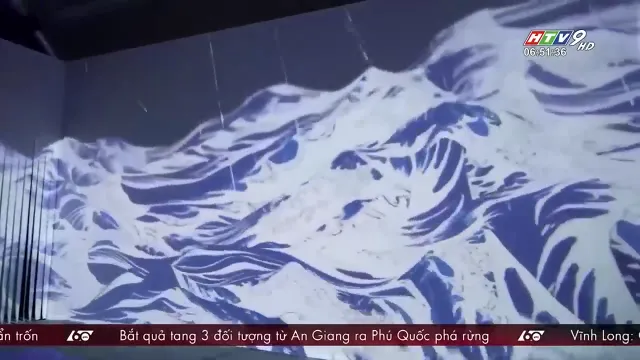 HTV9 HD
06:51:36
ẩn trốn
Bắt quả tang 3 đối tượng từ An Giang ra Phú Quốc phá rừng
Vĩnh Long: